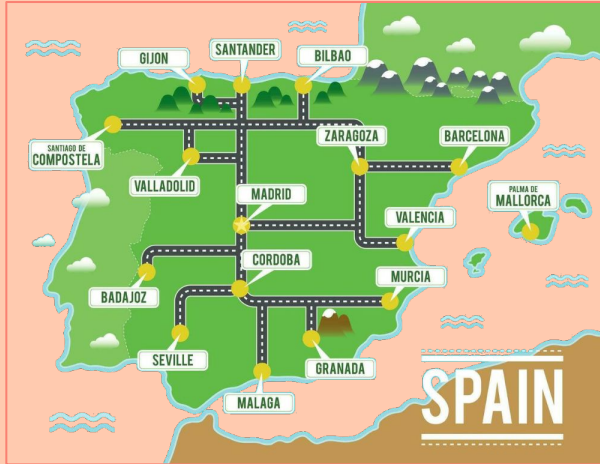 SANTANDER
GIJON
BILBAO
ZARAGOZA
BARCELONA
SANTIAGO DE
COMPOSTELA
VALLADOLID
MADRID
PALMA DE
MALLORCA
VALENCIA
CORDOBA
MURCIA
BADAJOZ
SEVILLE
GRANADA
MALAGA
SPAIN